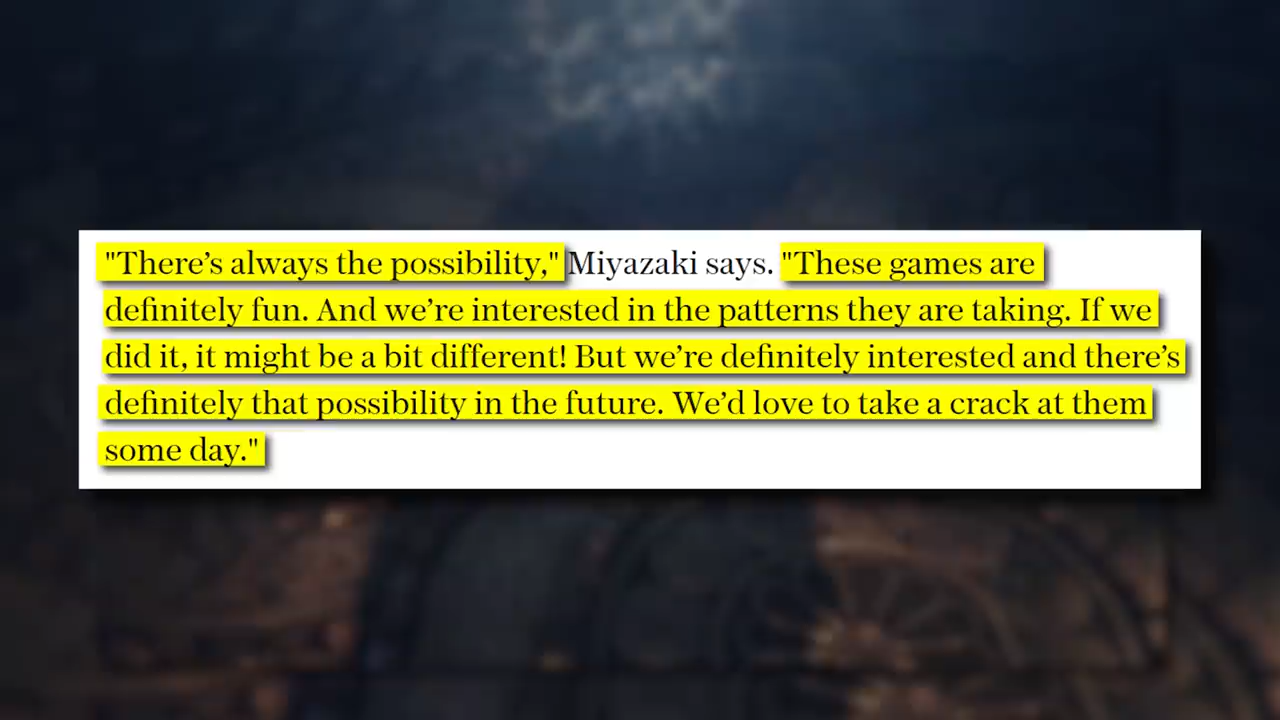 "There’s always the possibility," Miyazaki says. "These games are
definitely fun. And we’re interested in the patterns they are taking. If we
did it, it might be a bit different! But we’re definitely interested and there’s
definitely that possibility in the future. We’d love to take a crack at them
some day."